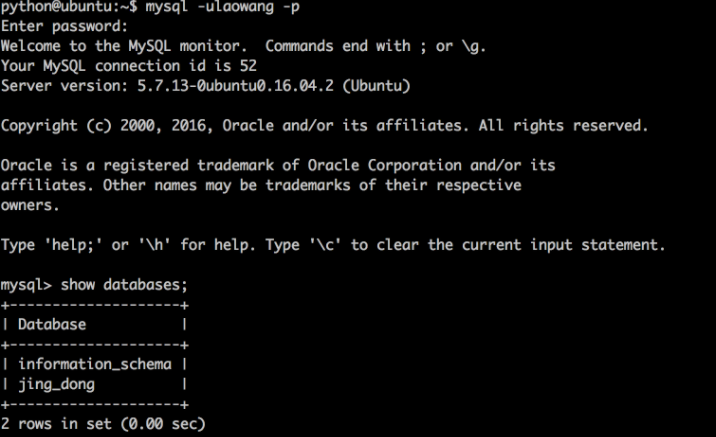 python@ubuntu:~$ mysql -ulaowang -p
Enter password:
Welcome to the MySQL monitor.  Commands end with ; or \g.
Your MySQL connection id is 52
Server version: 5.7.13-0ubuntu0.16.04.2 (Ubuntu)
Copyright (c) 2000, 2016, Oracle and/or its affiliates. All rights reserved.
Oracle is a registered trademark of Oracle Corporation and/or its
affiliates. Other names may be trademarks of their respective
owners.
Type 'help;' or '\h' for help. Type '\c' to clear the current input statement.
mysql> show databases;
+--------------------+
| Database           |
+--------------------+
| information_schema |
| jing_dong          |
+--------------------+
2 rows in set (0.00 sec)